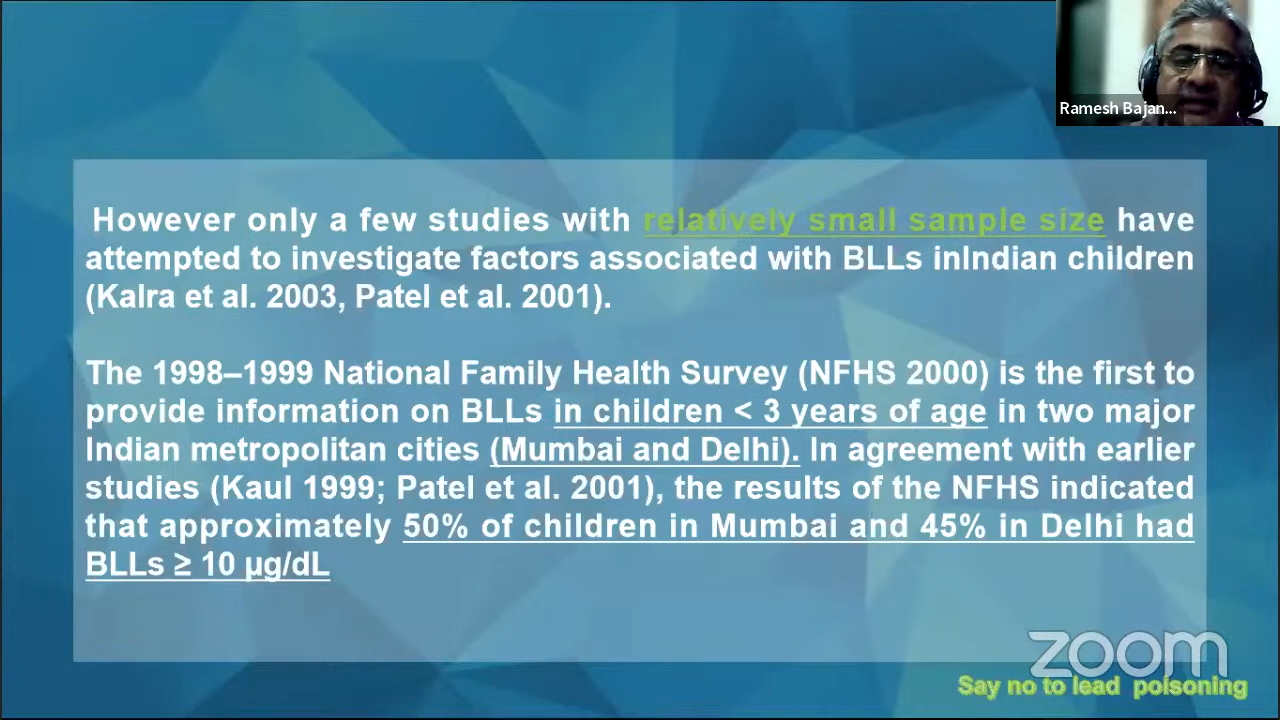 Ramesh Bajan...
However only a few studies with relatively small sample size have
attempted to investigate factors associated with BLLs inIndian children
(Kalra et al. 2003, Patel et al. 2001).
The 1998–1999 National Family Health Survey (NFHS 2000) is the first to
provide information on BLLs in children < 3 years of age in two major
Indian metropolitan cities (Mumbai and Delhi). In agreement with earlier
studies (Kaul 1999; Patel et al. 2001), the results of the NFHS indicated
that approximately 50% of children in Mumbai and 45% in Delhi had
BLLs ≥ 10 µg/dL
zoom
Say no to lead poisoning